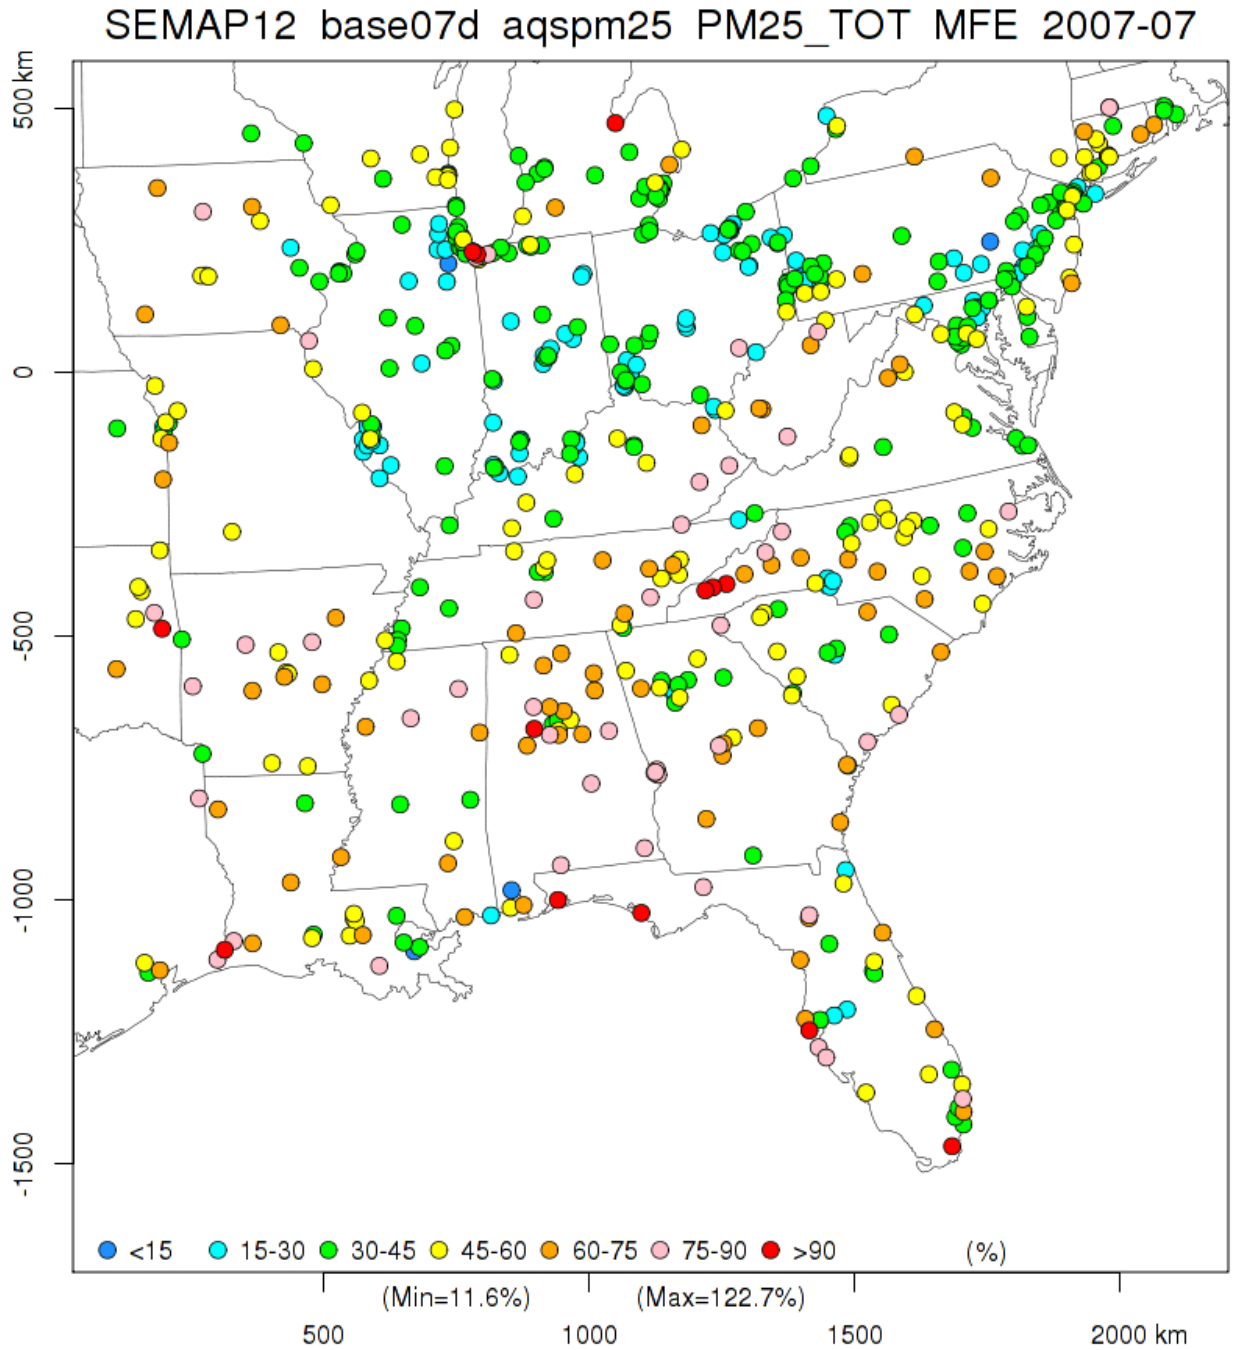 SEMAP12 base07d aqspm25 PM25_TOT MFE 2007-07
500 km
0
-500
-1000
-1500
<15 15-30 30-45 45-60 60-75 75-90 >90 (%)
(Min=11.6%) (Max=122.7%)
500 1000 1500 2000 km